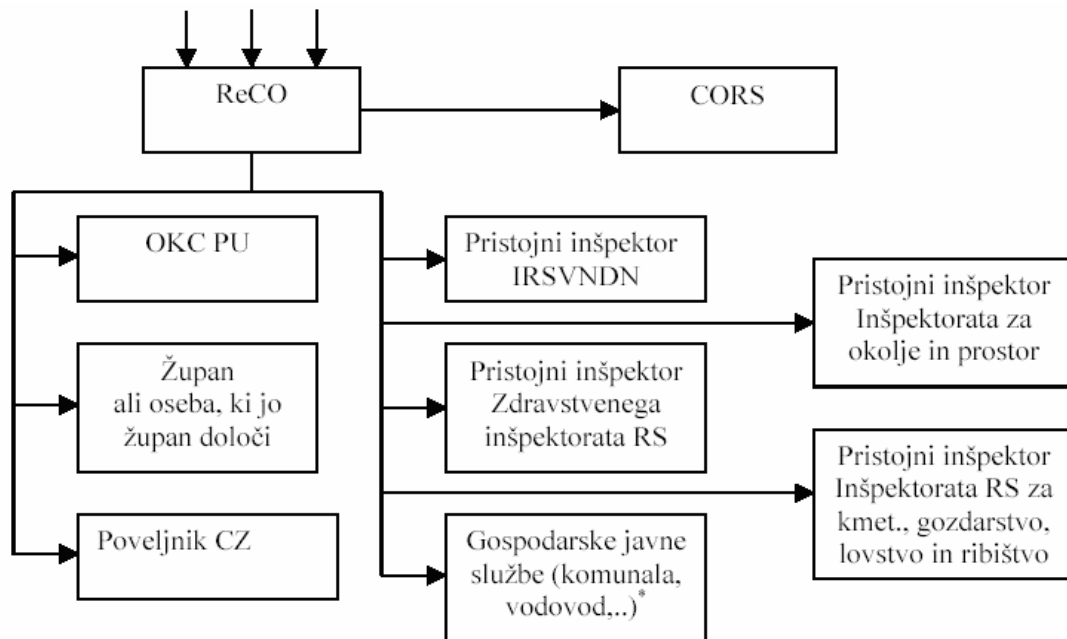 ReCO
CORS
OKC PU
Pristojni inšpektor
IRSVNDN
Pristojni inšpektor
Inšpektorata za
okolje in prostor
Župan
ali oseba, ki jo
župan določi
Pristojni inšpektor
Zdravstvenega
inšpektorata RS
Pristojni inšpektor
Inšpektorata RS za
kmet., gozdarstvo,
lovstvo in ribištvo
Poveljnik CZ
Gospodarske javne
službe (komunala,
vodovod,..)*